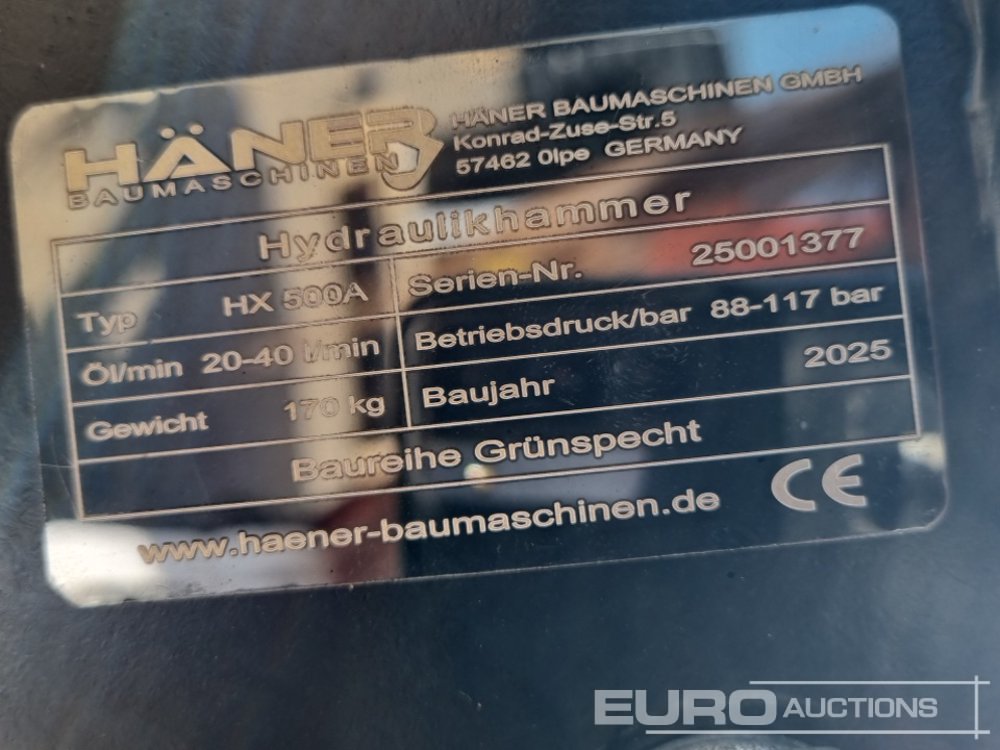 HÄNER
BAUMASCHINEN
HÄNER BAUMASCHINEN GMBH
Konrad-Zuse-Str.5
57462 Olpe GERMANY
Hydraulikhammer
Typ HX 500A
Serien-Nr. 25001377
Öl/min 20-40 l/min
Betriebsdruck/bar 88-117 bar
Gewicht 170 kg
Baujahr 2025
Baureihe Grünspecht
www.haener-baumaschinen.de
CE
EURO AUCTIONS